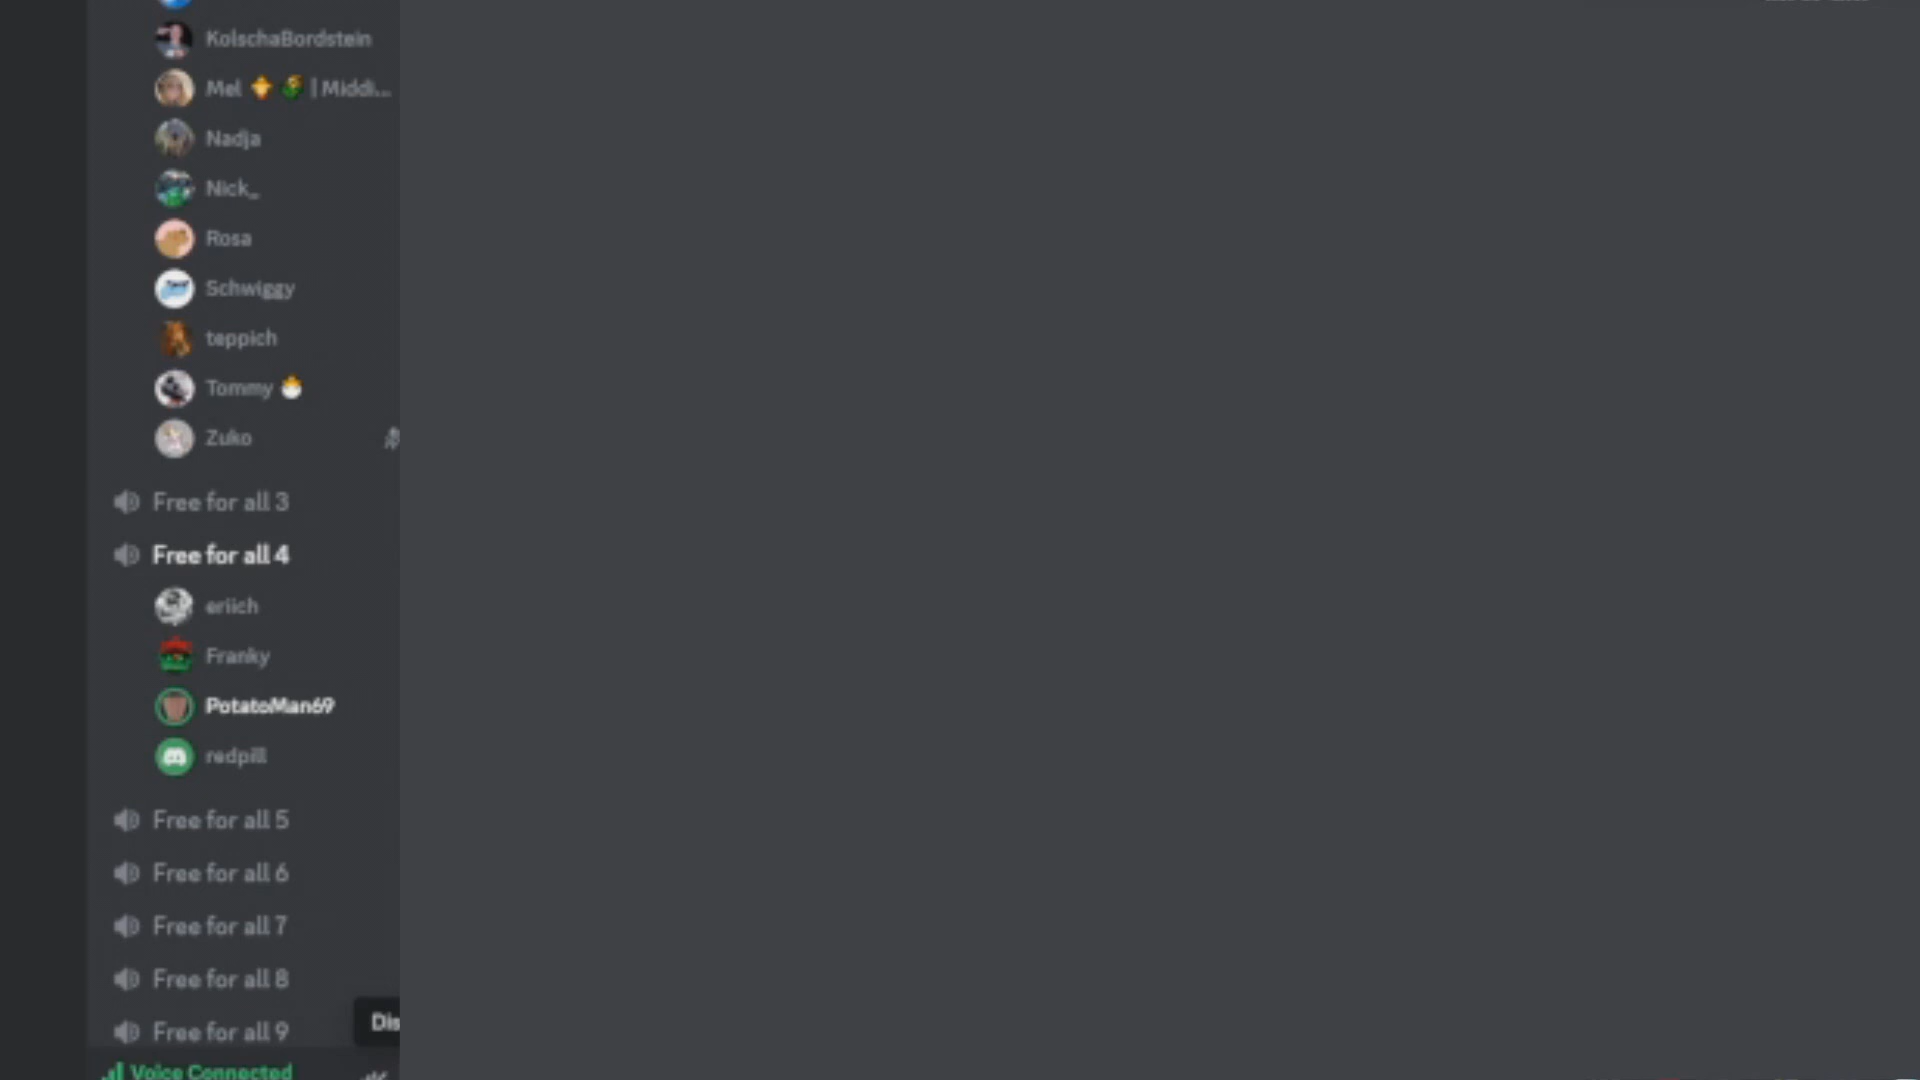 KolschaBordstein
Mel | Middi...
Nadja
Nick_
Rosa
Schwiggy
teppich
Tommy
Zuko
Free for all 3
Free for all 4
eriich
Franky
PotatoMan69
redpill
Free for all 5
Free for all 6
Free for all 7
Free for all 8
Dis
Free for all 9
Voice Connected